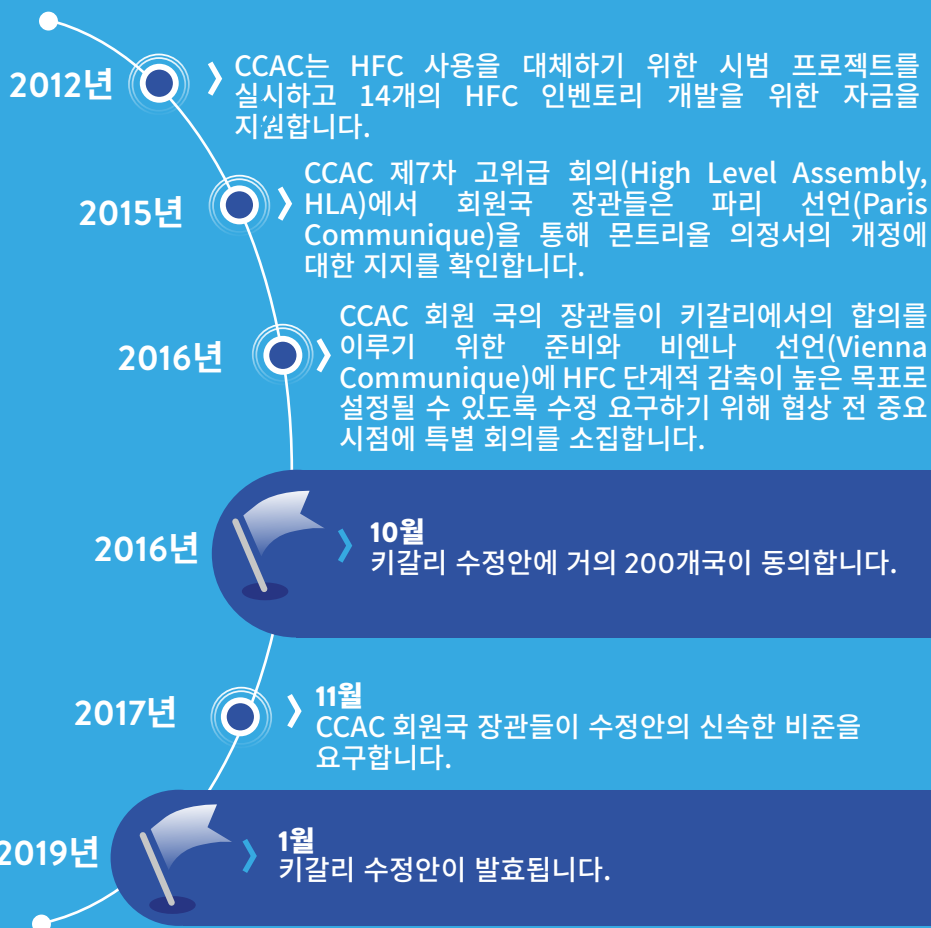 2012년
CCAC는 HFC 사용을 대체하기 위한 시범 프로젝트를
실시하고 14개의 HFC 인벤토리 개발을 위한 자금을
지원합니다.
2015년
CCAC 제7차 고위급 회의(High Level Assembly,
HLA)에서 회원국 장관들은 파리 선언(Paris
Communique)을 통해 몬트리올 의정서의 개정에
대한 지지를 확인합니다.
2016년
CCAC 회원 국의 장관들이 키갈리에서의 합의를
이루기 위한 준비와 비엔나 선언(Vienna
Communique)에 HFC 단계적 감축이 높은 목표로
설정될 수 있도록 수정 요구하기 위해 협상 전 중요
시점에 특별 회의를 소집합니다.
2016년
10월
키갈리 수정안에 거의 200개국이 동의합니다.
2017년
11월
CCAC 회원국 장관들이 수정안의 신속한 비준을
요구합니다.
2019년
1월
키갈리 수정안이 발효됩니다.